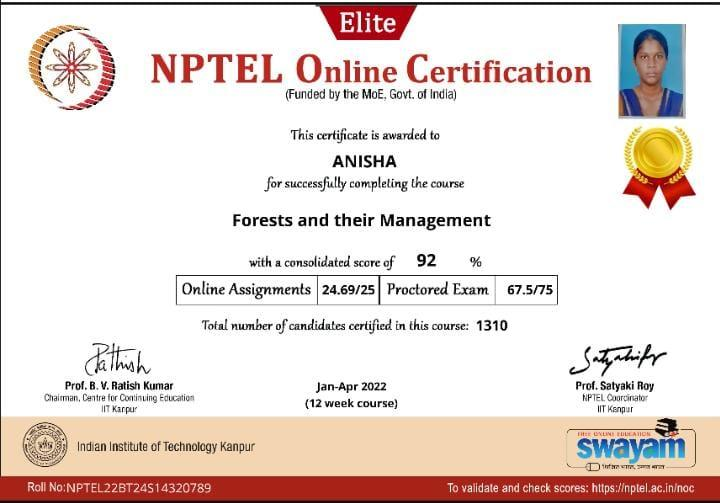 Elite
NPTEL Online Certification
(Funded by the MoE, Govt. of India)
This certificate is awarded to
ANISHA
for successfully completing the course
Forests and their Management
with a consolidated score of 92 %
Online Assignments 24.69/25 Proctored Exam 67.5/75
Total number of candidates certified in this course: 1310
Prof. B. V. Ratish Kumar
Chairman, Centre for Continuing Education
IIT Kanpur
Jan-Apr 2022
(12 week course)
Prof. Satyaki Roy
NPTEL Coordinator
IIT Kanpur
Indian Institute of Technology Kanpur
FREE ONLINE EDUCATION
swayam
शिक्षित भारत, उन्नत भारत
Roll No:NPTEL22BT24S14320789
To validate and check scores: https://nptel.ac.in/noc